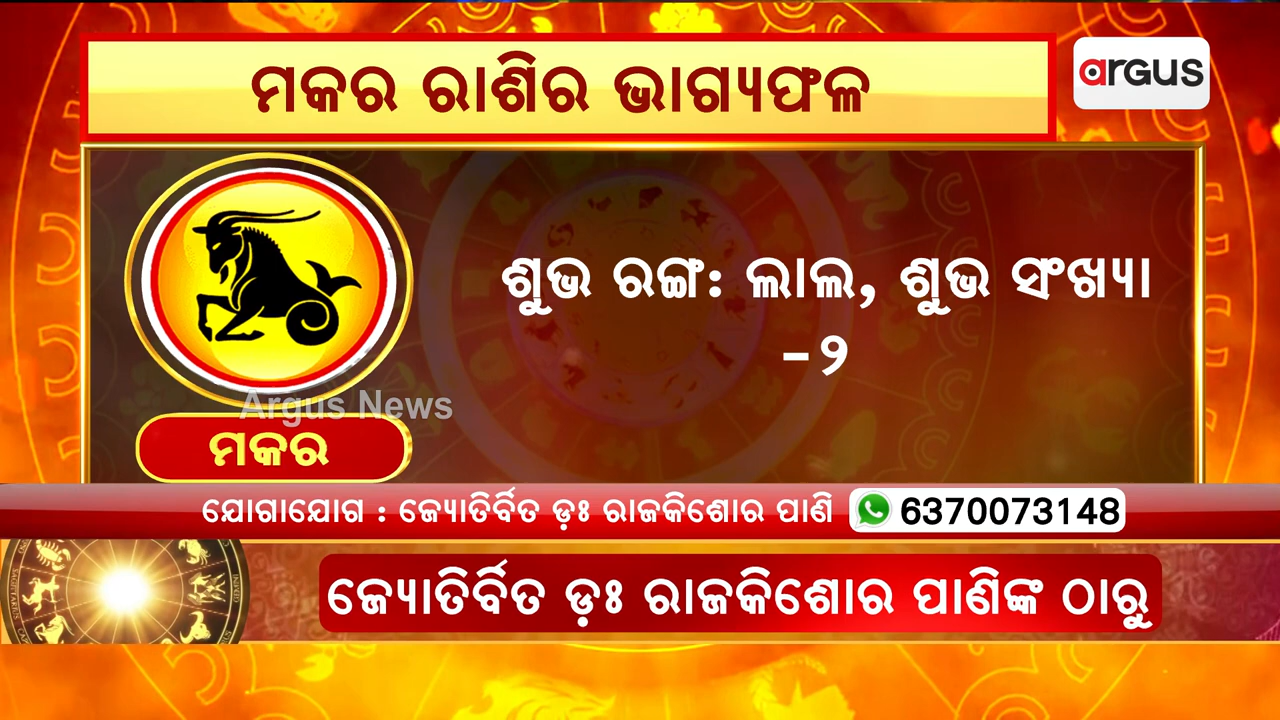 ମକର ରାଶିର ଭାଗ୍ୟଫଳ
argus
ଶୁଭ ରଙ୍ଗ: ଲାଲ, ଶୁଭ ସଂଖ୍ୟା
-୨
Argus News
ମକର
ଯୋଗାଯୋଗ : ଜ୍ୟୋତିର୍ବିତ ଡ଼ଃ ରାଜକିଶୋର ପାଣି 6370073148
ଜ୍ୟୋତିର୍ବିତ ଡ଼ଃ ରାଜକିଶୋର ପାଣିଙ୍କ ଠାରୁ